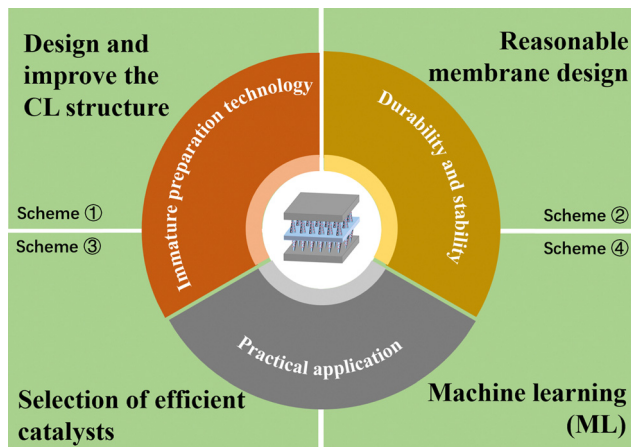 Design and
improve the
CL structure
Scheme ①
Reasonable
membrane design
Scheme ②
Immature preparation technology
Durability and stability
Practical application
Scheme ③
Selection of efficient
catalysts
Scheme ④
Machine learning
(ML)